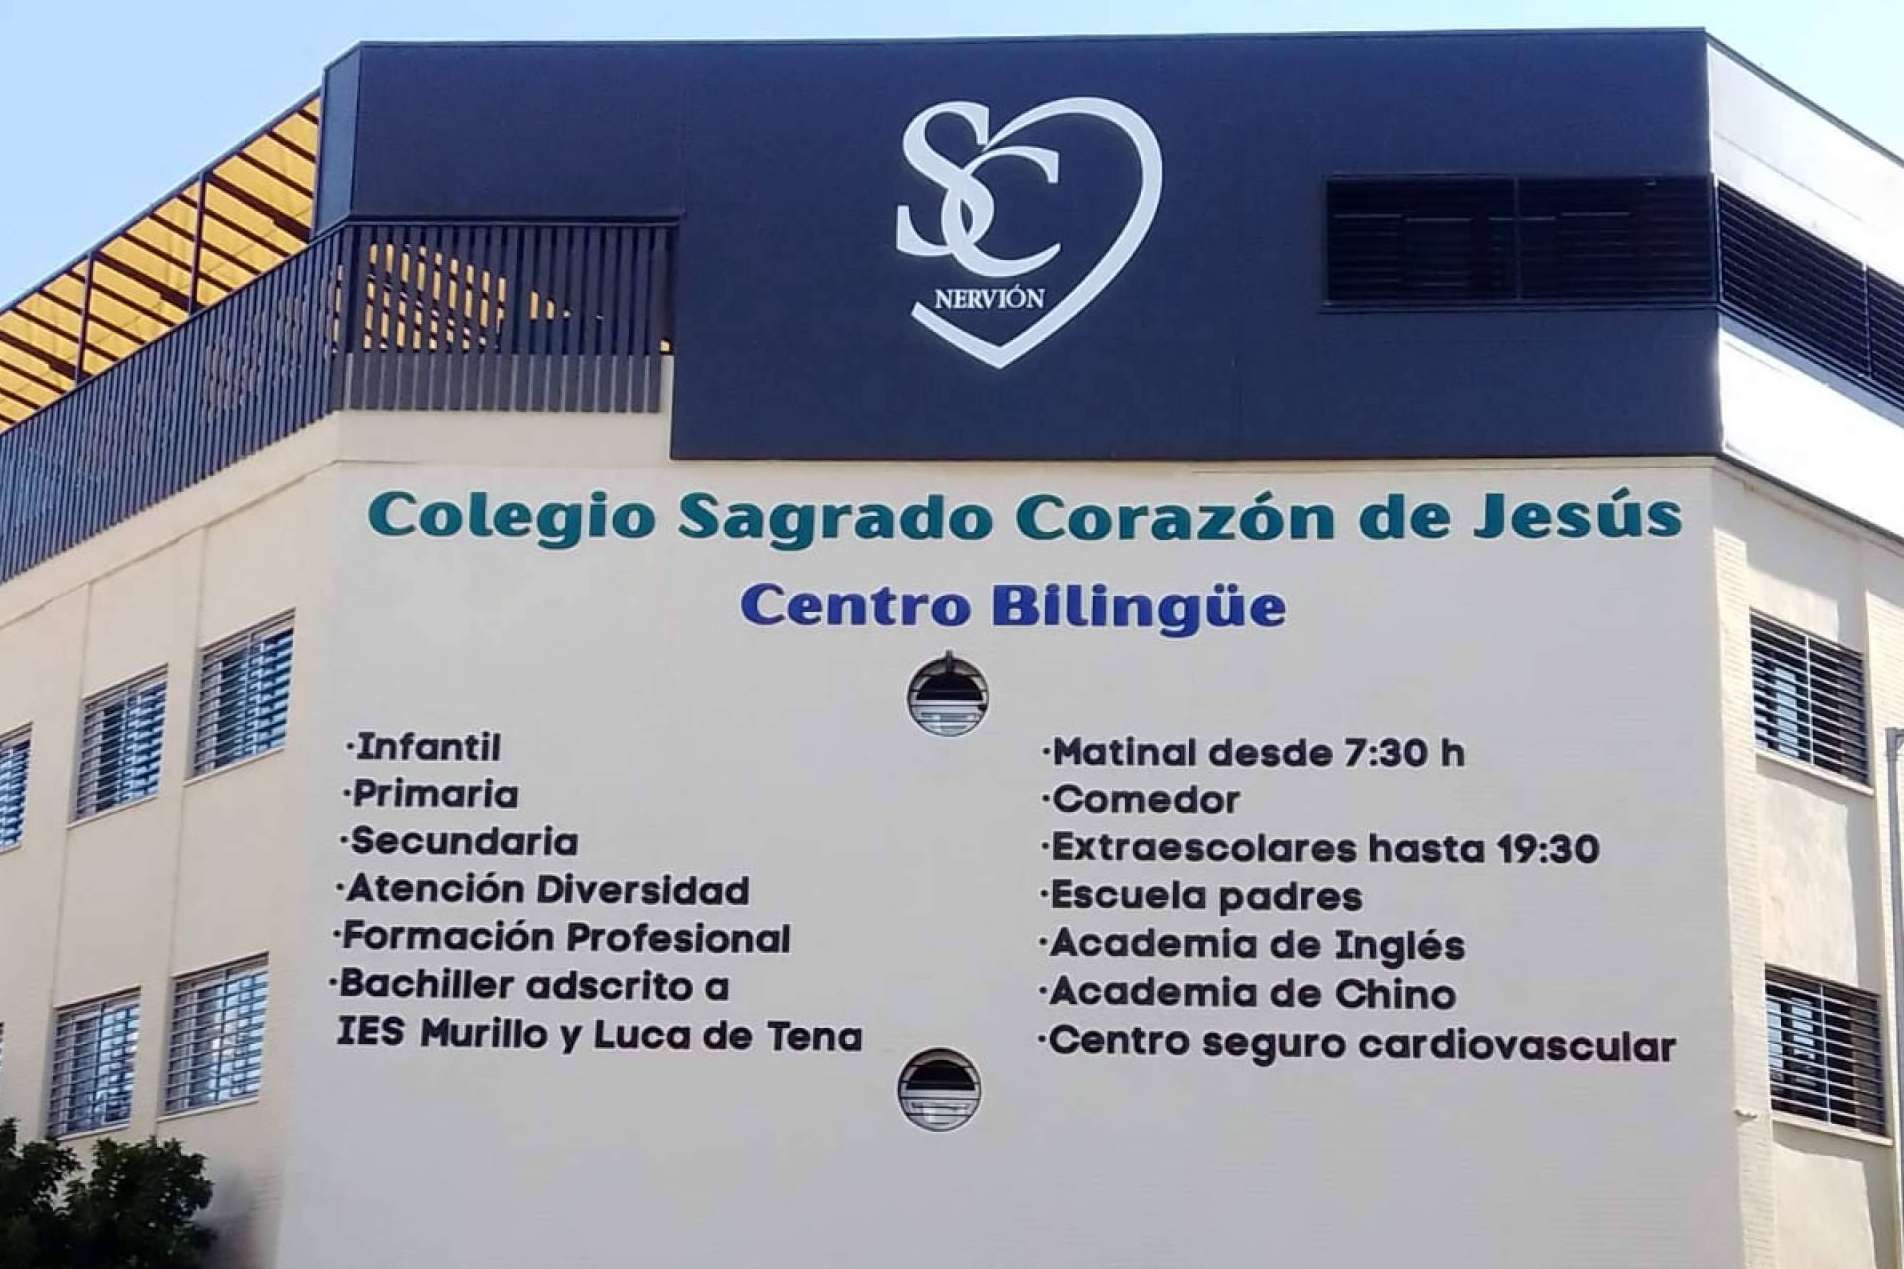 SC
NERVIÓN
Colegio Sagrado Corazón de Jesús
Centro Bilingüe
·Infantil
·Primaria
·Secundaria
·Atención Diversidad
·Formación Profesional
·Bachiller adscrito a
IES Murillo y Luca de Tena
·Matinal desde 7:30 h
·Comedor
·Extraescolares hasta 19:30
·Escuela padres
·Academia de Inglés
·Academia de Chino
·Centro seguro cardiovascular